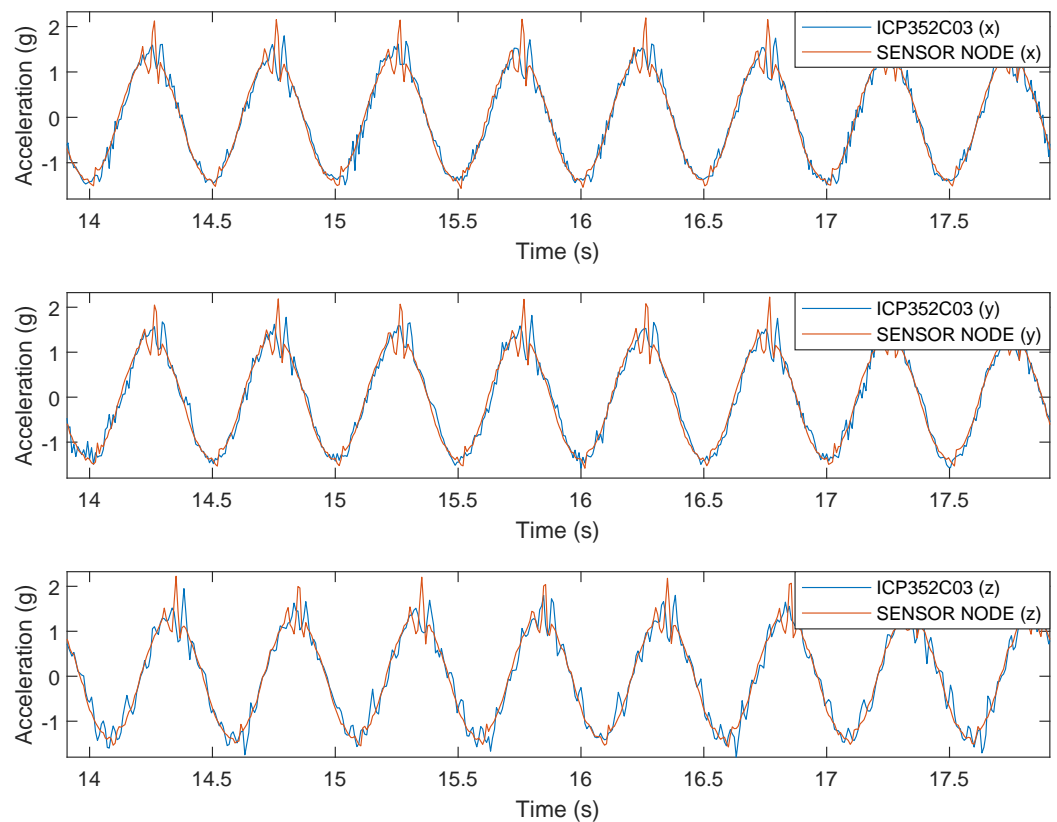 2
1
0
-1
Acceleration (g)
ICP352C03 (x)
SENSOR NODE (x)
14 14.5 15 15.5 16 16.5 17 17.5
Time (s)
2
1
0
-1
Acceleration (g)
ICP352C03 (y)
SENSOR NODE (y)
14 14.5 15 15.5 16 16.5 17 17.5
Time (s)
2
1
0
-1
Acceleration (g)
ICP352C03 (z)
SENSOR NODE (z)
14 14.5 15 15.5 16 16.5 17 17.5
Time (s)